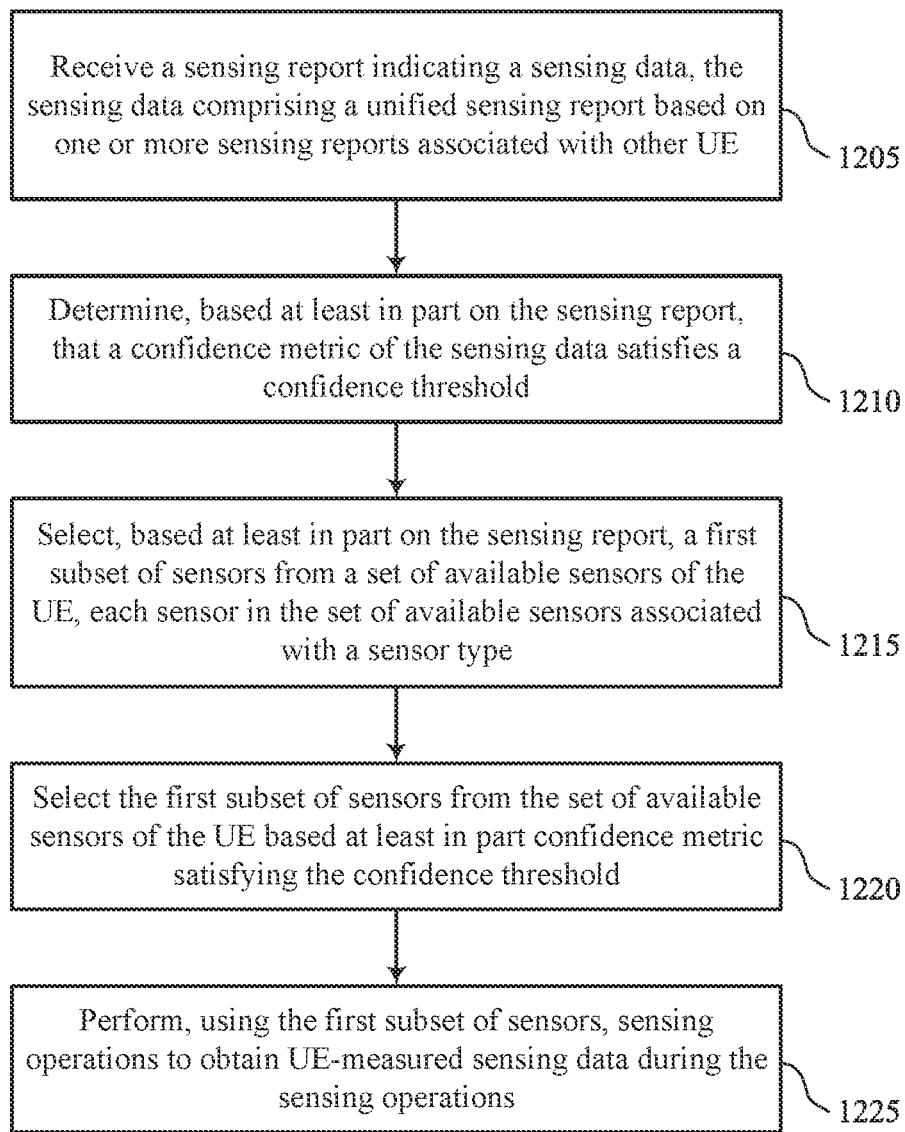 Receive a sensing report indicating a sensing data, the
sensing data comprising a unified sensing report based on
one or more sensing reports associated with other UE
1205
Determine, based at least in part on the sensing report,
that a confidence metric of the sensing data satisfies a
confidence threshold
1210
Select, based at least in part on the sensing report, a first
subset of sensors from a set of available sensors of the
UE, each sensor in the set of available sensors associated
with a sensor type
1215
Select the first subset of sensors from the set of available
sensors of the UE based at least in part confidence metric
satisfying the confidence threshold
1220
Perform, using the first subset of sensors, sensing
operations to obtain UE-measured sensing data during the
sensing operations
1225